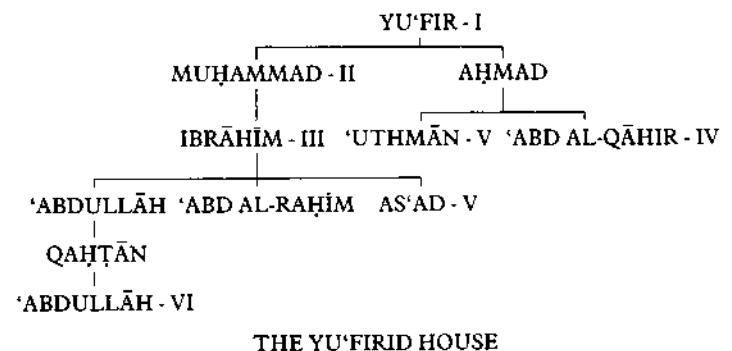 YU‘FIR - I
MUḤAMMAD - II AḤMAD
IBRĀHĪM - III ‘UTHMĀN - V ‘ABD AL-QĀHIR - IV
‘ABDULLĀH ‘ABD AL-RAḤİM AS‘AD - V
QAḤṬĀN
‘ABDULLĀH - VI
THE YU‘FIRID HOUSE